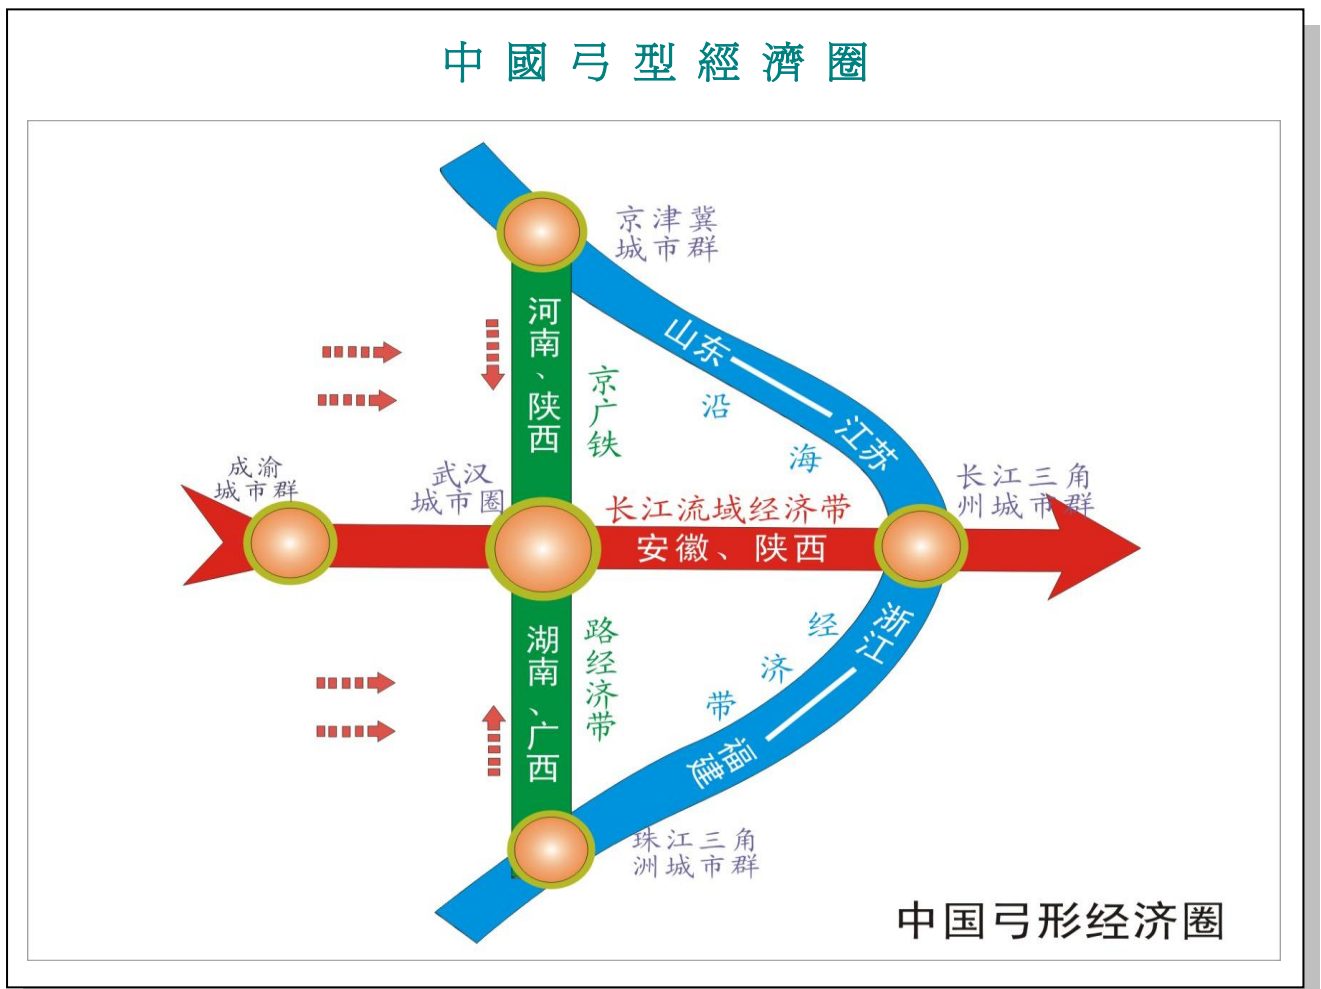 中國弓型經濟圈
京津冀
城市群
河南、陕西
京广铁
山东——江苏
沿海
成渝
城市群
武汉
城市圈
长江流域经济带
安徽、陕西
长江三角
州城市群
湖南、广西
路经济带
浙江——福建
经济带
珠江三角
洲城市群
中国弓形经济圈